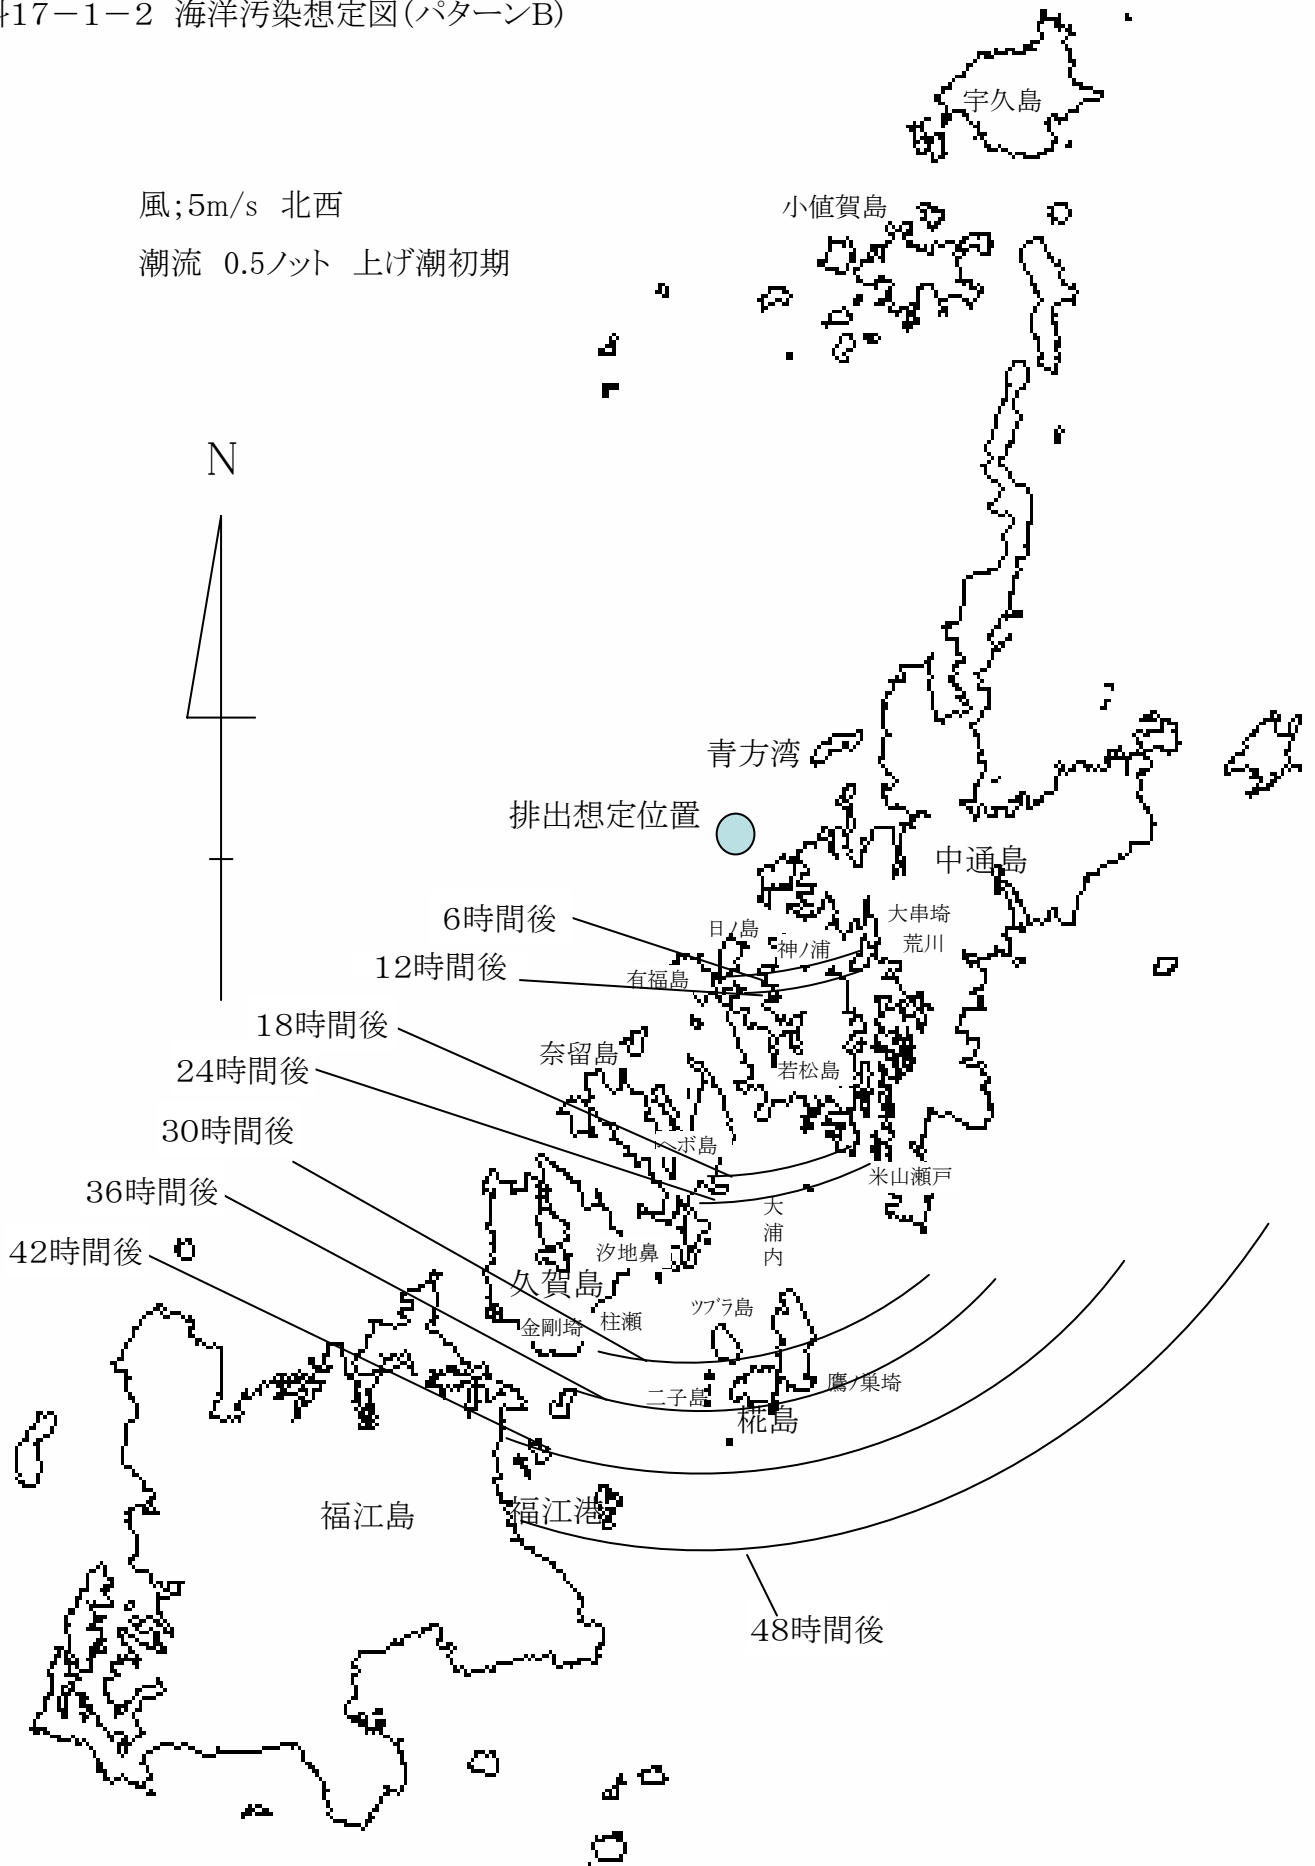 料17－1－2 海洋汚染想定図（パターンB）
宇久島
風；5m/s 北西
小値賀島
潮流 0.5ノット 上げ潮初期
N
青方湾
排出想定位置
中通島
6時間後
大串埼
日ノ島
神ノ浦
荒川
12時間後
有福島
18時間後
奈留島
24時間後
若松島
30時間後
ヘボ島
米山瀬戸
36時間後
大
浦
内
42時間後
汐地鼻
久賀島
ツブラ島
柱瀬
金剛埼
鷹ノ巣埼
二子島
椛島
福江島
福江港
48時間後